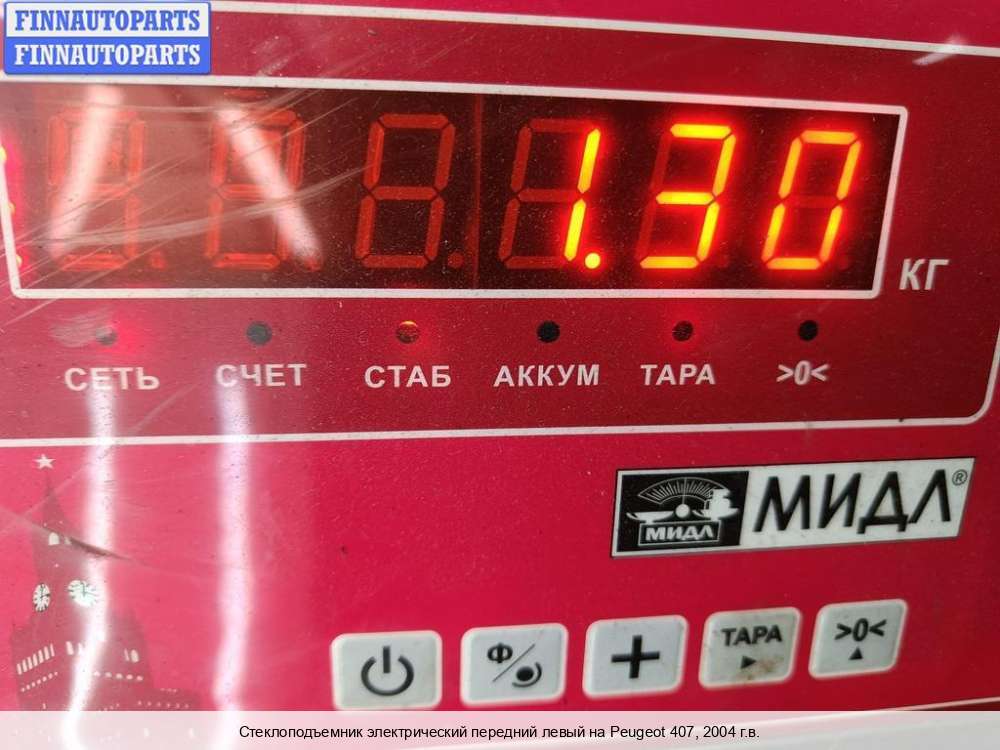 FINNAUTOPARTS
FINNAUTOPARTS
1.30
КГ
СЕТЬ СЧЕТ СТАБ АККУМ ТАРА >0<
МИДЛ МИДЛ®
Ф ТАРА >0<
Стеклоподъемник электрический передний левый на Peugeot 407, 2004 г.в.